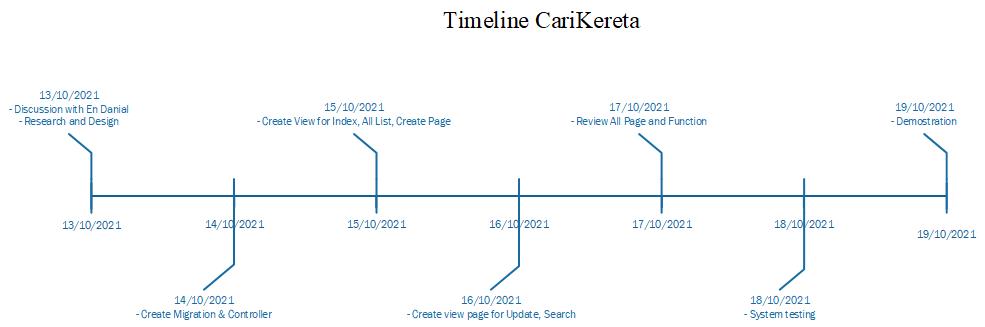 Timeline CariKereta
13/10/2021
- Discussion with En Danial
- Research and Design
15/10/2021
- Create View for Index, All List, Create Page
17/10/2021
- Review All Page and Function
19/10/2021
- Demostration
13/10/2021
14/10/2021
15/10/2021
16/10/2021
17/10/2021
18/10/2021
19/10/2021
14/10/2021
- Create Migration & Controller
16/10/2021
- Create view page for Update, Search
18/10/2021
- System testing